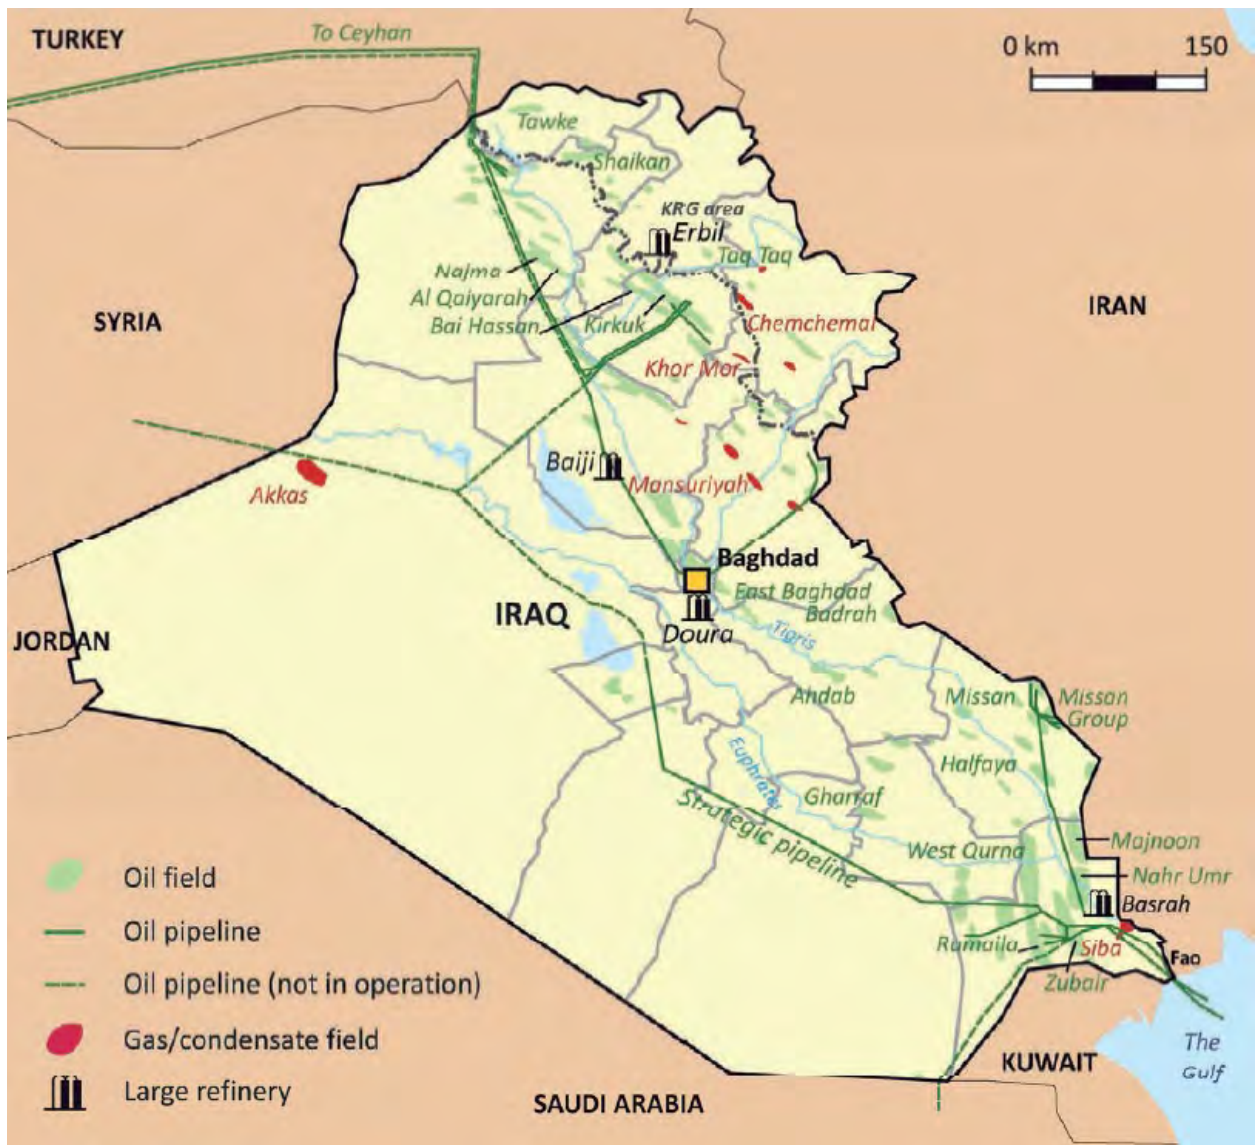 TURKEY
To Ceyhan
0 km 150
Tawke
Shaikan
KRG area
Erbil
Taq Taq
Najma
Al Qaiyarah
Bai Hassan
Kirkuk
Chemchemal
SYRIA
IRAN
Khor Mor
Baiji
Mansuriyah
Akkas
Baghdad
East Baghdad
Badrah
IRAQ
Doura
Tigris
JORDAN
Ahdab
Missan
Missan
Group
Euphrates
Halfaya
Gharraf
Strategic pipeline
West Qurna
Majnoon
Nahr Umr
Basrah
Rumaila
Siba
Zubair
Fao
Oil field
Oil pipeline
Oil pipeline (not in operation)
Gas/condensate field
Large refinery
KUWAIT
The
Gulf
SAUDI ARABIA